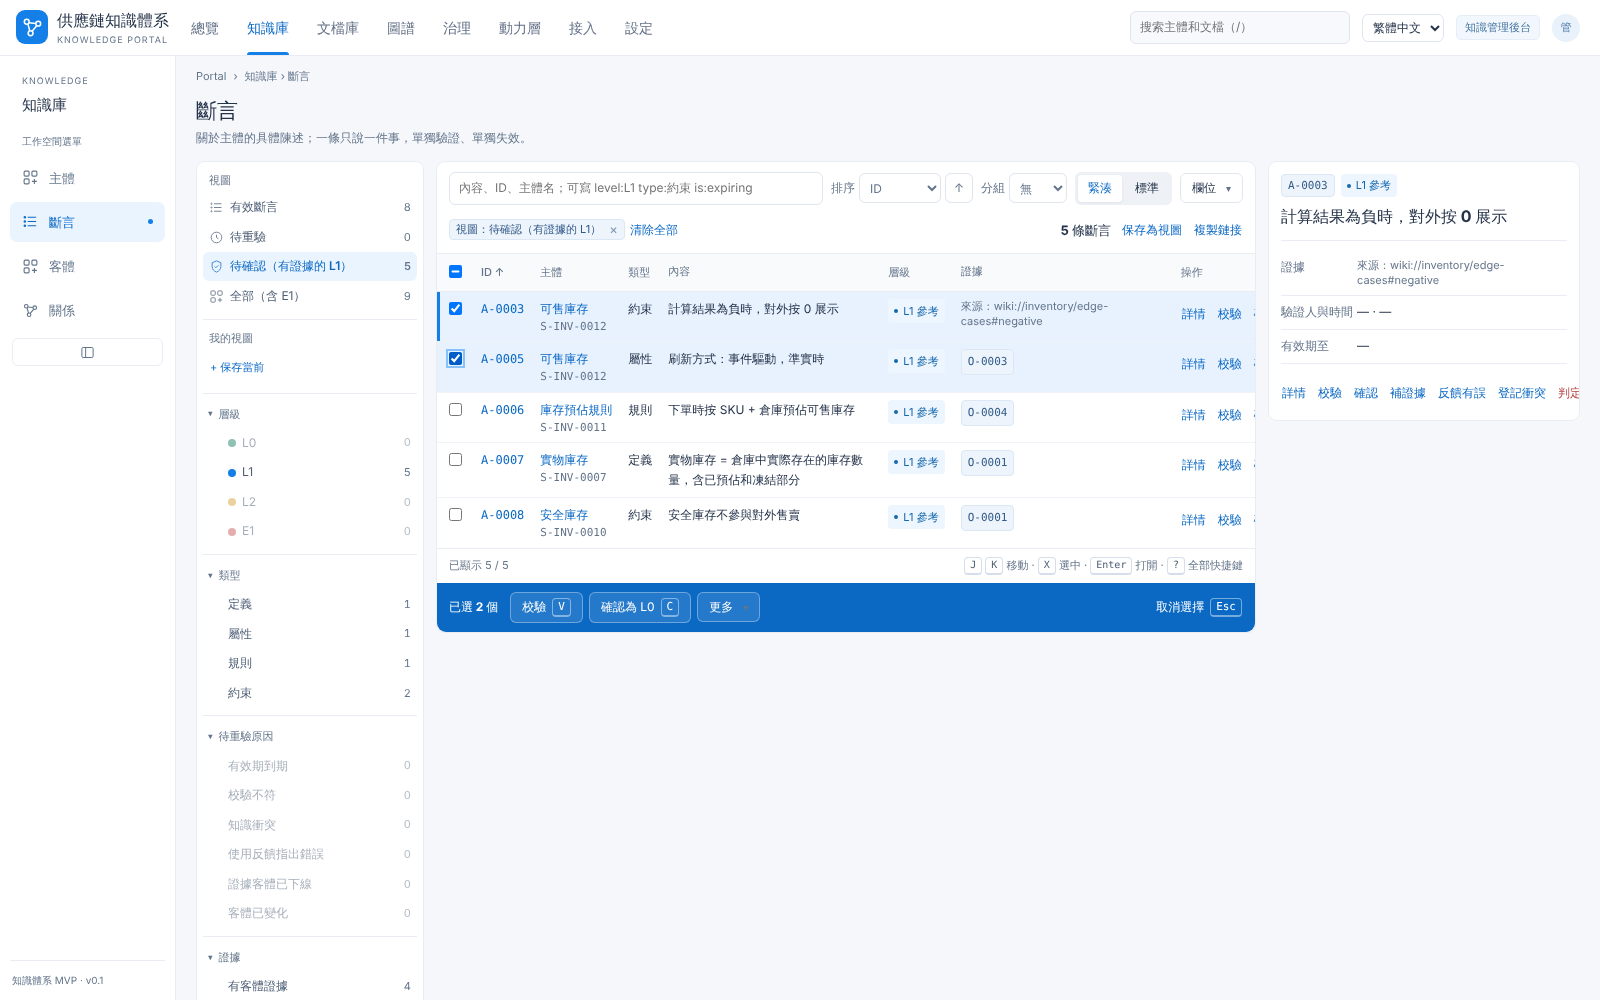 供應鏈知識體系
KNOWLEDGE PORTAL
總覽 知識庫 文檔庫 圖譜 治理 動力層 接入 設定
搜索主體和文檔（/）
繁體中文
知識管理後台
管
KNOWLEDGE
知識庫
工作空間選單
主體
斷言
客體
關係
知識體系 MVP · v0.1
Portal › 知識庫 › 斷言
斷言
關於主體的具體陳述；一條只說一件事，單獨驗證、單獨失效。
視圖
有效斷言 8
待重驗 0
待確認（有證據的 L1） 5
全部（含 E1） 9
我的視圖
+ 保存當前
▾ 層級
L0 0
L1 5
L2 0
E1 0
▾ 類型
定義 1
屬性 1
規則 1
約束 2
▾ 待重驗原因
有效期到期 0
校驗不符 0
知識衝突 0
使用反饋指出錯誤 0
證據客體已下線 0
客體已變化 0
▾ 證據
有客體證據 4
內容、ID、主體名；可寫 level:L1 type:約束 is:expiring
排序 ID ↑ 分組 無 緊湊 標準 欄位 ▾
視圖：待確認（有證據的 L1） × 清除全部
5 條斷言 保存為視圖 複製鏈接
ID ↑ 主體 類型 內容 層級 證據 操作
A-0003 可售庫存 約束 計算結果為負時，對外按 0 展示 • L1 參考 來源：wiki://inventory/edge-
S-INV-0012 cases#negative
詳情 校驗
A-0005 可售庫存 屬性 刷新方式：事件驅動，準實時 • L1 參考 O-0003 詳情 校驗
S-INV-0012
A-0006 庫存預佔規則 規則 下單時按 SKU + 倉庫預佔可售庫存 • L1 參考 O-0004 詳情 校驗
S-INV-0011
A-0007 實物庫存 定義 實物庫存 = 倉庫中實際存在的庫存數 • L1 參考 O-0001 詳情 校驗
S-INV-0007 量，含已預佔和凍結部分
A-0008 安全庫存 約束 安全庫存不參與對外售賣 • L1 參考 O-0001 詳情 校驗
S-INV-0010
已顯示 5 / 5
J K 移動 · X 選中 · Enter 打開 · ? 全部快捷鍵
已選 2 個 校驗 V 確認為 L0 C 更多 取消選擇 Esc
A-0003 • L1 參考
計算結果為負時，對外按 0 展示
證據 來源：wiki://inventory/edge-
cases#negative
驗證人與時間 — · —
有效期至 —
詳情 校驗 確認 補證據 反饋有誤 登記衝突 判定